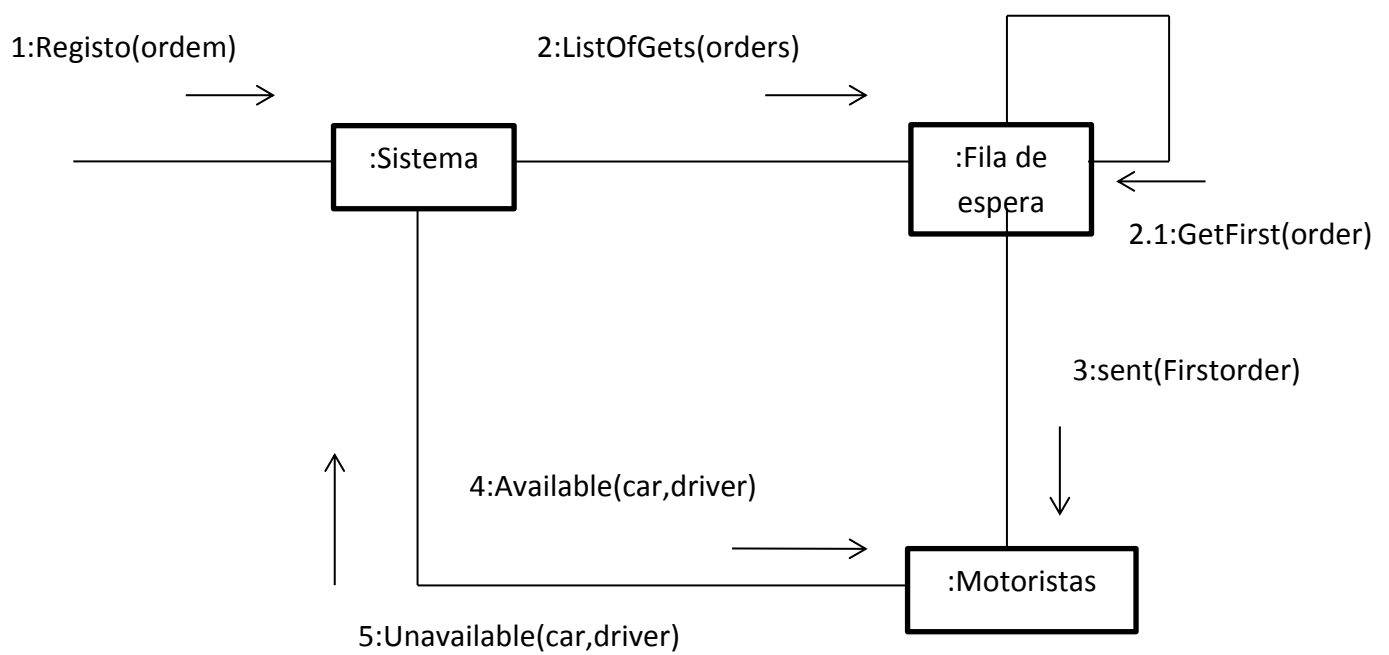 1:Registo(ordem)
2:ListOfGets(orders)
:Sistema
:Fila de
espera
2.1:GetFirst(order)
3:sent(Firstorder)
4:Available(car,driver)
:Motoristas
5:Unavailable(car,driver)